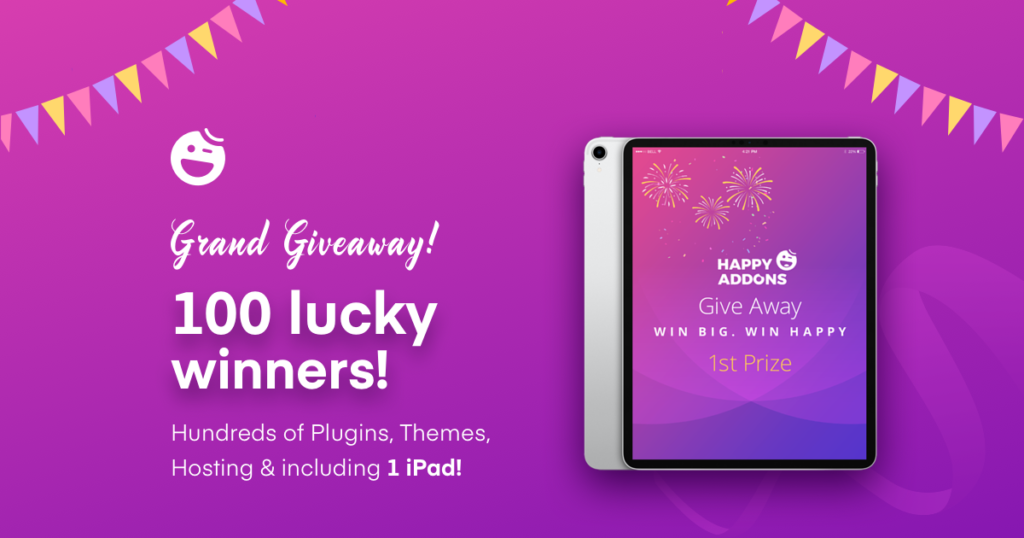 Grand Giveaway!
100 lucky
winners!
Hundreds of Plugins, Themes,
Hosting & including 1 iPad!
HAPPY
ADDONS
Give Away
WIN BIG. WIN HAPPY
1st Prize